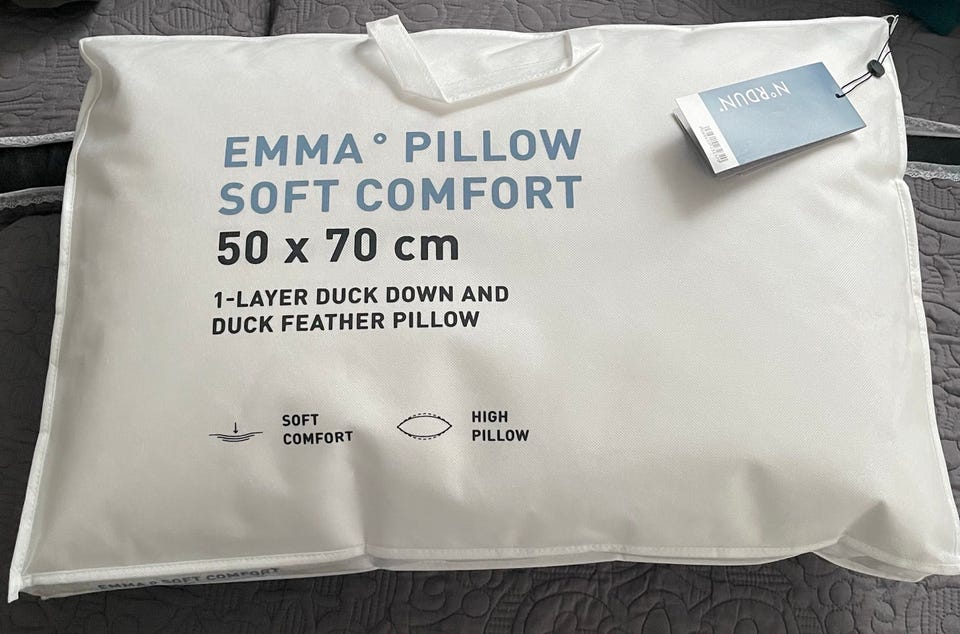 EMMA° PILLOW
SOFT COMFORT
50 x 70 cm
1-LAYER DUCK DOWN AND
DUCK FEATHER PILLOW
SOFT
COMFORT
HIGH
PILLOW
N°RDUN°
EMMA° SOFT COMFORT